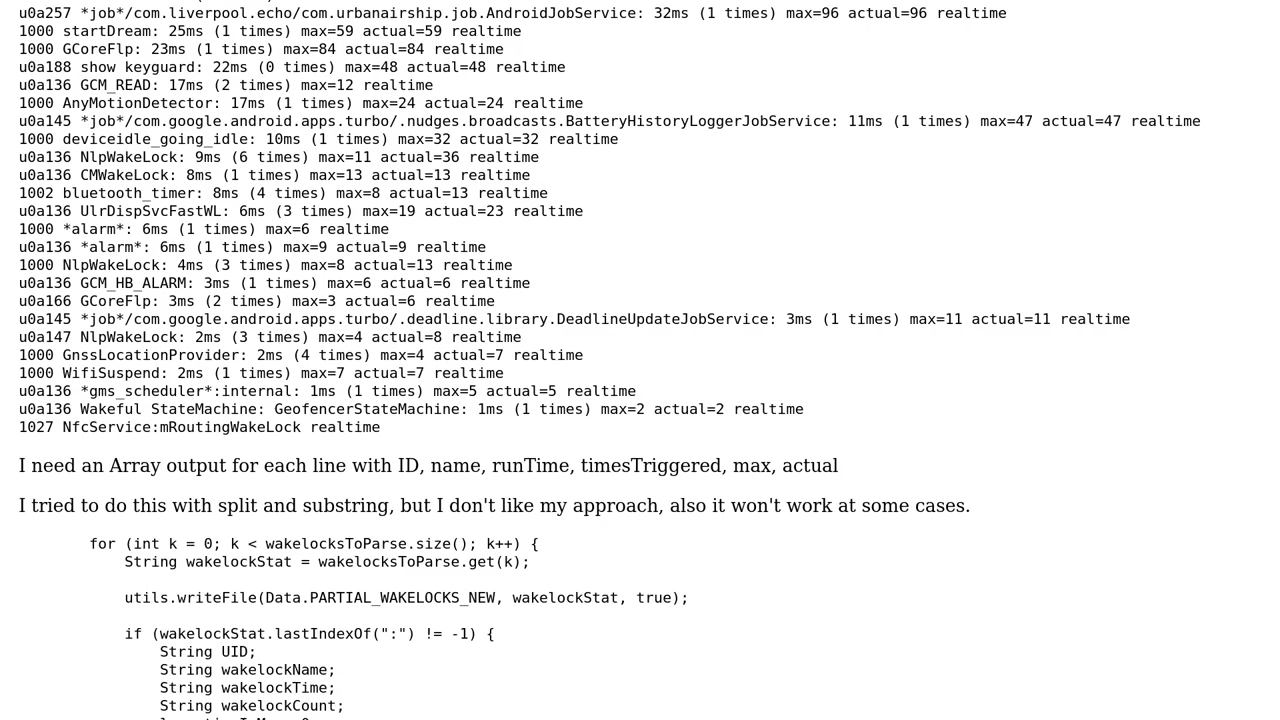 u0a257 *job*/com.liverpool.echo/com.urbanairship.job.AndroidJobService: 32ms (1 times) max=96 actual=96 realtime
1000 startDream: 25ms (1 times) max=59 actual=59 realtime
1000 GCoreFlp: 23ms (1 times) max=84 actual=84 realtime
u0a188 show keyguard: 22ms (0 times) max=48 actual=48 realtime
u0a136 GCM_READ: 17ms (2 times) max=12 realtime
1000 AnyMotionDetector: 17ms (1 times) max=24 actual=24 realtime
u0a145 *job*/com.google.android.apps.turbo/.nudges.broadcasts.BatteryHistoryLoggerJobService: 11ms (1 times) max=47 actual=47 realtime
1000 deviceidle_going_idle: 10ms (1 times) max=32 actual=32 realtime
u0a136 NlpWakeLock: 9ms (6 times) max=11 actual=36 realtime
u0a136 CMWakeLock: 8ms (1 times) max=13 actual=13 realtime
1002 bluetooth_timer: 8ms (4 times) max=8 actual=13 realtime
u0a136 UlrDispSvcFastWL: 6ms (3 times) max=19 actual=23 realtime
1000 *alarm*: 6ms (1 times) max=6 realtime
u0a136 *alarm*: 6ms (1 times) max=9 actual=9 realtime
1000 NlpWakeLock: 4ms (3 times) max=8 actual=13 realtime
u0a136 GCM_HB_ALARM: 3ms (1 times) max=6 actual=6 realtime
u0a166 GCoreFlp: 3ms (2 times) max=3 actual=6 realtime
u0a145 *job*/com.google.android.apps.turbo/.deadline.library.DeadlineUpdateJobService: 3ms (1 times) max=11 actual=11 realtime
u0a147 NlpWakeLock: 2ms (3 times) max=4 actual=8 realtime
1000 GnssLocationProvider: 2ms (4 times) max=4 actual=7 realtime
1000 WifiSuspend: 2ms (1 times) max=7 actual=7 realtime
u0a136 *gms_scheduler*:internal: 1ms (1 times) max=5 actual=5 realtime
u0a136 Wakeful StateMachine: GeofencerStateMachine: 1ms (1 times) max=2 actual=2 realtime
1027 NfcService:mRoutingWakeLock realtime
I need an Array output for each line with ID, name, runTime, timesTriggered, max, actual
I tried to do this with split and substring, but I don't like my approach, also it won't work at some cases.
for (int k = 0; k < wakelocksToParse.size(); k++) {
String wakelockStat = wakelocksToParse.get(k);
utils.writeFile(Data.PARTIAL_WAKELOCKS_NEW, wakelockStat, true);
if (wakelockStat.lastIndexOf(":") != -1) {
String UID;
String wakelockName;
String wakelockTime;
String wakelockCount;